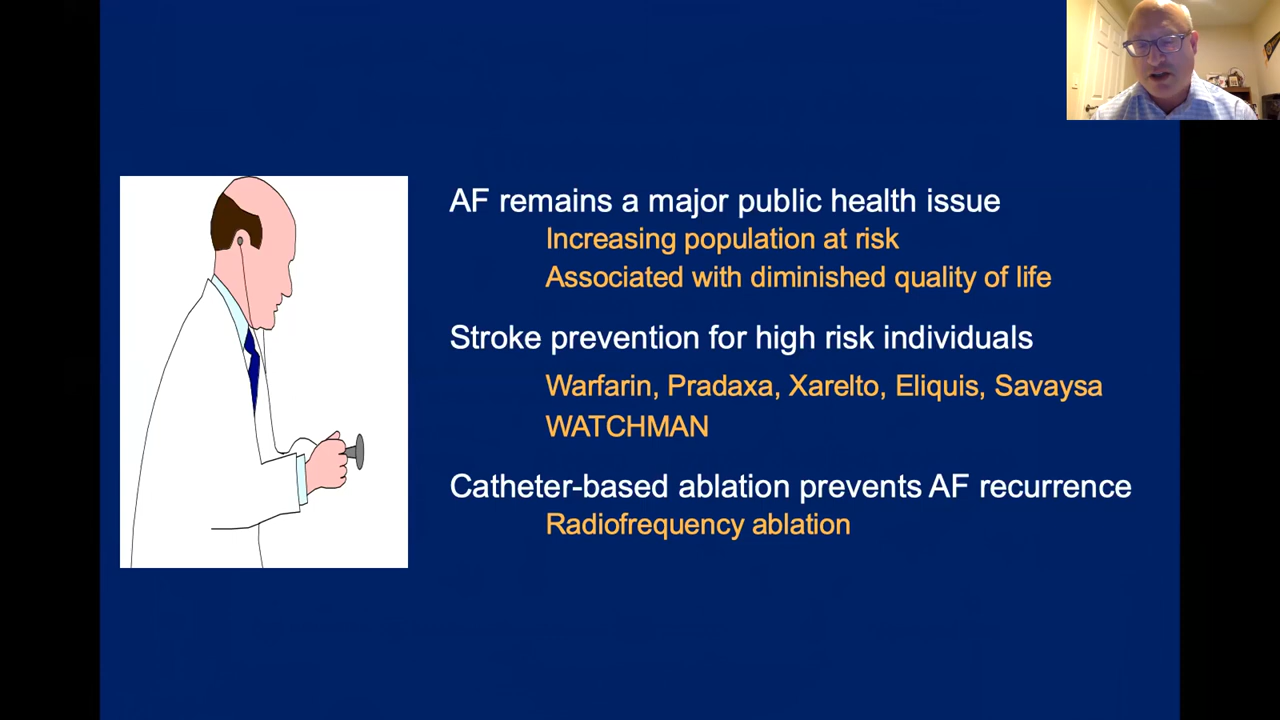 AF remains a major public health issue
Increasing population at risk
Associated with diminished quality of life
Stroke prevention for high risk individuals
Warfarin, Pradaxa, Xarelto, Eliquis, Savaysa
WATCHMAN
Catheter-based ablation prevents AF recurrence
Radiofrequency ablation